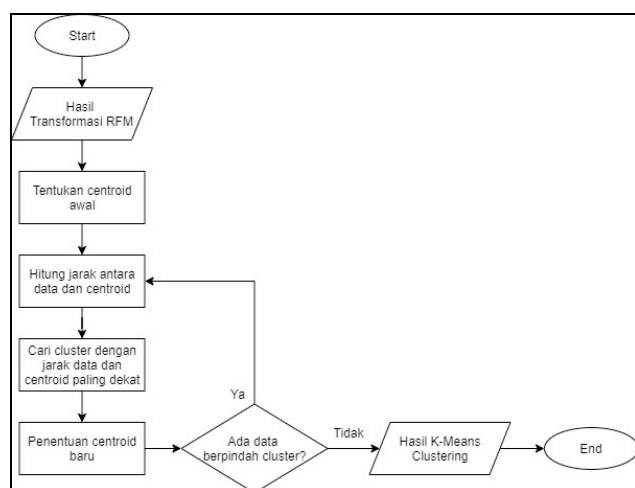 Start
Hasil
Transformasi RFM
Tentukan centroid
awal
Hitung jarak antara
data dan centroid
Cari cluster dengan
jarak data dan
centroid paling dekat
Penentuan centroid
baru
Ada data
berpindah cluster?
Ya
Tidak
Hasil K-Means
Clustering
End